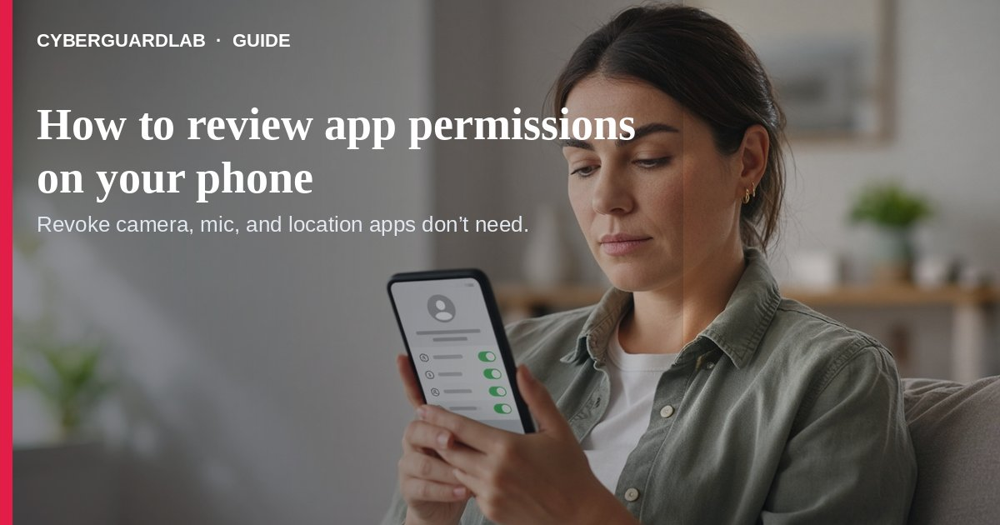 CYBERGUARDLAB · GUIDE
How to review app permissions
on your phone
Revoke camera, mic, and location apps don’t need.